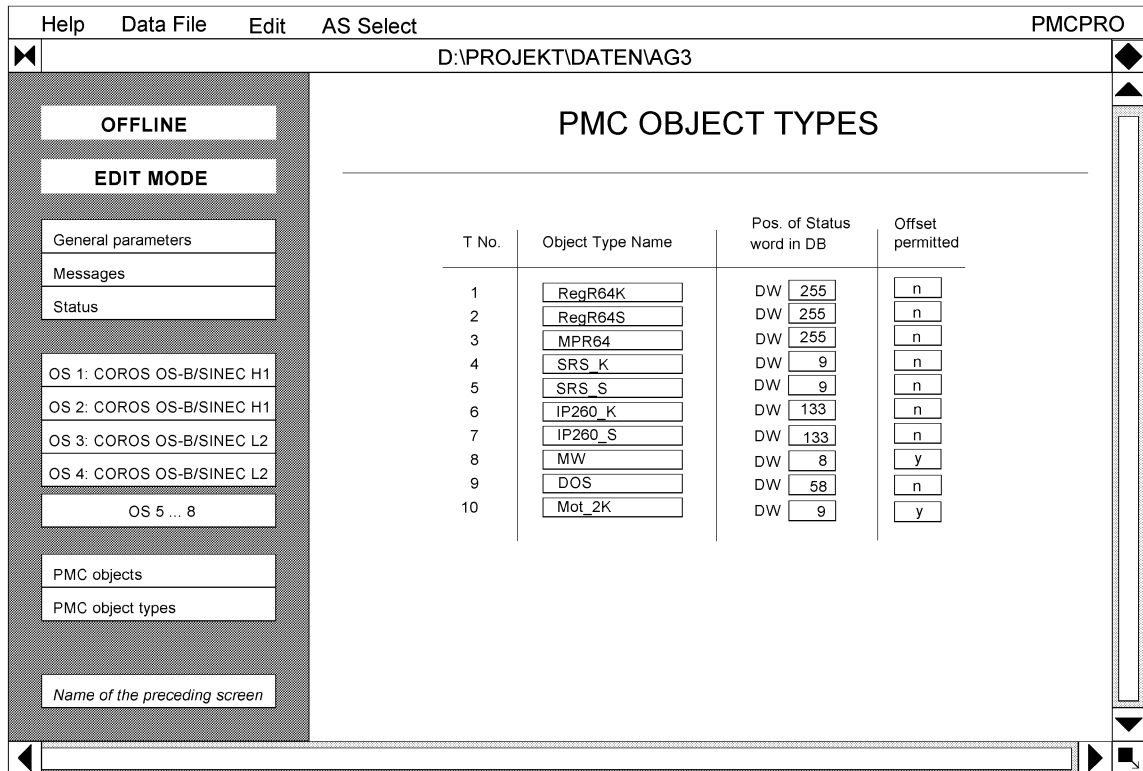 Help Data File Edit AS Select PMCPRO
D:\PROJEKT\DATEN\AG3
OFFLINE
EDIT MODE
General parameters
Messages
Status
OS 1: COROS OS-B/SINEC H1
OS 2: COROS OS-B/SINEC H1
OS 3: COROS OS-B/SINEC L2
OS 4: COROS OS-B/SINEC L2
OS 5 ... 8
PMC objects
PMC object types
Name of the preceding screen
PMC OBJECT TYPES
T No. Object Type Name Pos. of Status word in DB Offset permitted
1 RegR64K DW 255 n
2 RegR64S DW 255 n
3 MPR64 DW 255 n
4 SRS_K DW 9 n
5 SRS_S DW 9 n
6 IP260_K DW 133 n
7 IP260_S DW 133 n
8 MW DW 8 y
9 DOS DW 58 n
10 Mot_2K DW 9 y